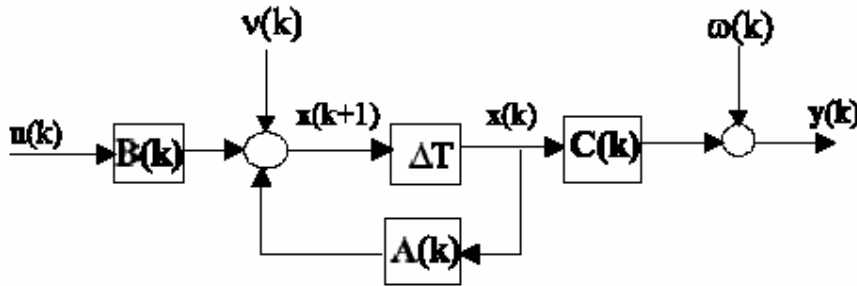 ν(k)
ω(k)
u(k)
x(k+1)
x(k)
y(k)
B(k)
ΔT
C(k)
A(k)